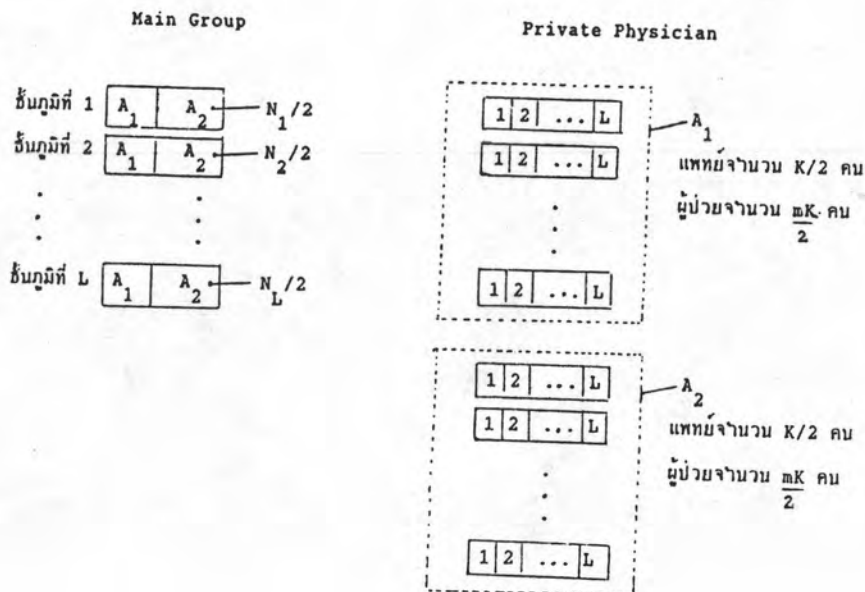 Main Group
ชั้นภูมิที่ 1 A1 A2 N1/2
ชั้นภูมิที่ 2 A1 A2 N2/2
ชั้นภูมิที่ L A1 A2 NL/2
Private Physician
1 2 ... L
1 2 ... L
1 2 ... L
A1
แพทย์จำนวน K/2 คน
ผู้ป่วยจำนวน mK/2 คน
1 2 ... L
1 2 ... L
1 2 ... L
A2
แพทย์จำนวน K/2 คน
ผู้ป่วยจำนวน mK/2 คน